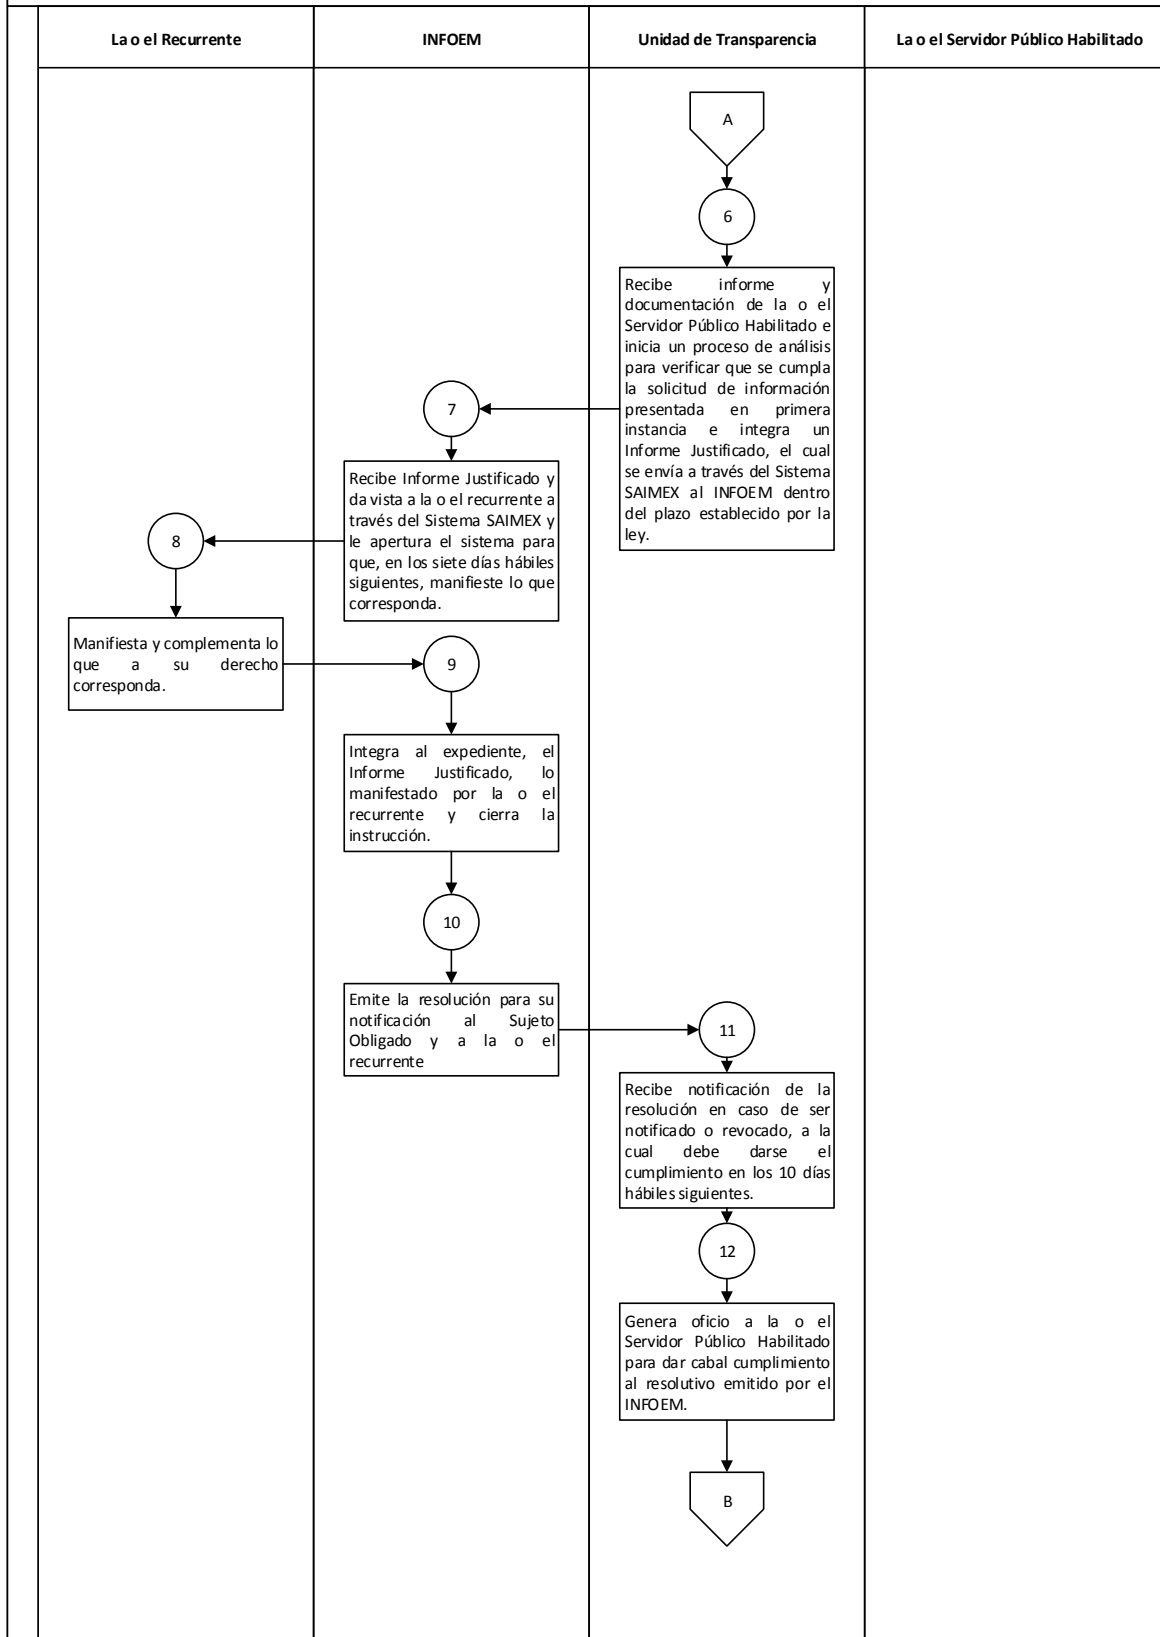 La o el Recurrente
INFOEM
Unidad de Transparencia
La o el Servidor Público Habilitado
A
6
Recibe informe y
documentación de la o el
Servidor Público Habilitado e
inicia un proceso de análisis
para verificar que se cumpla
la solicitud de información
presentada en primera
instancia e integra un
Informe Justificado, el cual
se envía a través del Sistema
SAIMEX al INFOEM dentro
del plazo establecido por la
ley.
7
Recibe Informe Justificado y
da vista a la o el recurrente a
través del Sistema SAIMEX y
le apertura el sistema para
que, en los siete días hábiles
siguientes, manifieste lo que
corresponda.
8
Manifiesta y complementa lo
que a su derecho
corresponda.
9
Integra al expediente, el
Informe Justificado, lo
manifestado por la o el
recurrente y cierra la
instrucción.
10
Emite la resolución para su
notificación al Sujeto
Obligado y a la o el
recurrente
11
Recibe notificación de la
resolución en caso de ser
notificado o revocado, a la
cual debe darse el
cumplimiento en los 10 días
hábiles siguientes.
12
Genera oficio a la o el
Servidor Público Habilitado
para dar cabal cumplimiento
al resolutivo emitido por el
INFOEM.
B